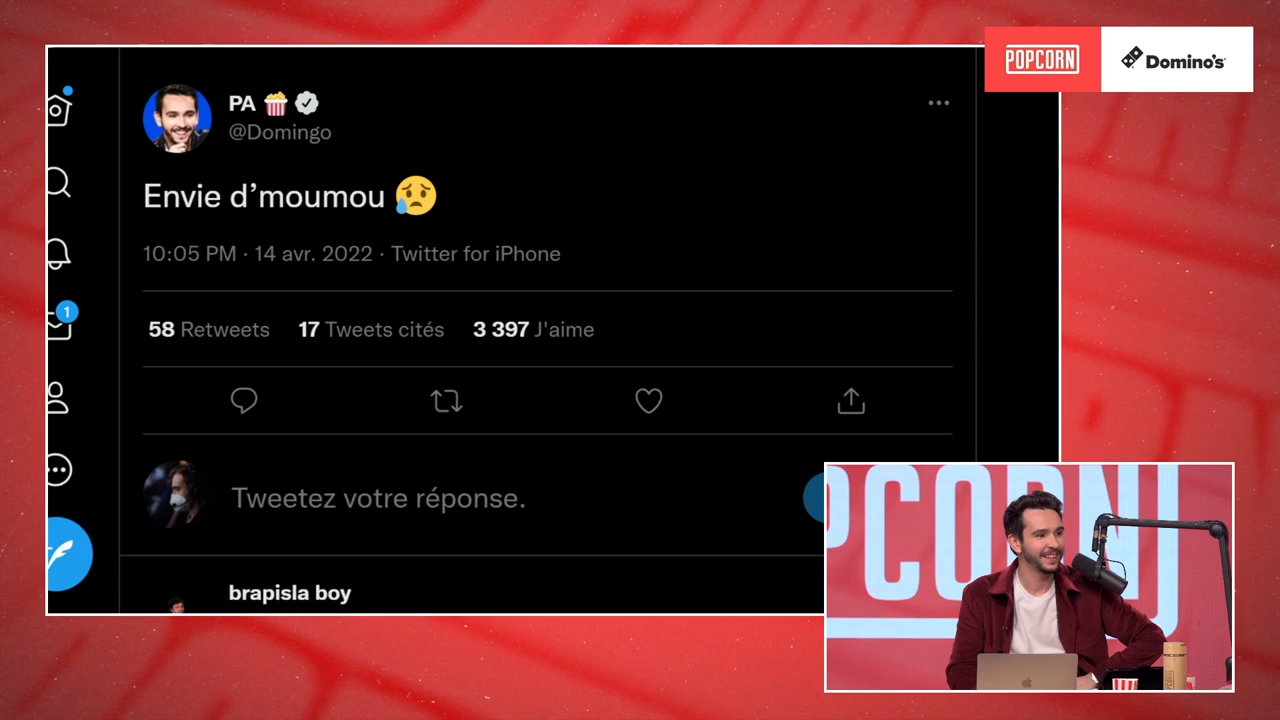 POPCORN
Domino's
PA 🍿
@Domingo
Envie d’moumou 😥
10:05 PM · 14 avr. 2022 · Twitter for iPhone
58 Retweets 17 Tweets cités 3 397 J'aime
1
Tweetez votre réponse.
brapisla boy
PCORN